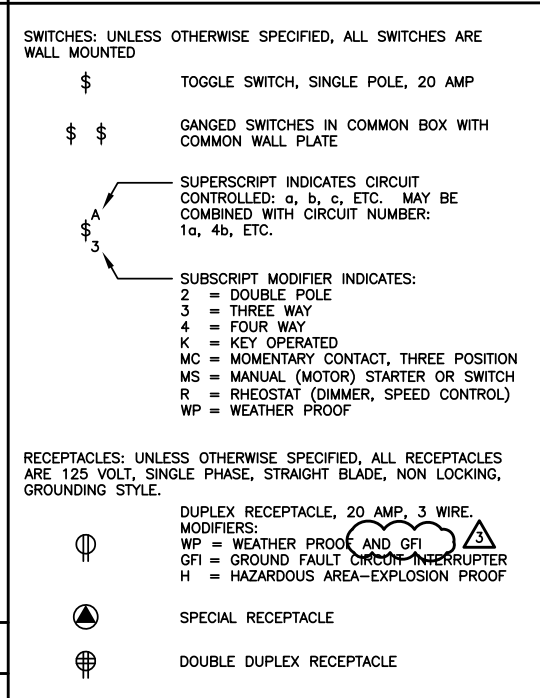 SWITCHES: UNLESS OTHERWISE SPECIFIED, ALL SWITCHES ARE
WALL MOUNTED
$ TOGGLE SWITCH, SINGLE POLE, 20 AMP
$ $ GANGED SWITCHES IN COMMON BOX WITH
COMMON WALL PLATE
SUPERSCRIPT INDICATES CIRCUIT
CONTROLLED: a, b, c, ETC. MAY BE
COMBINED WITH CIRCUIT NUMBER:
1a, 4b, ETC.
A
$
3
SUBSCRIPT MODIFIER INDICATES:
2 = DOUBLE POLE
3 = THREE WAY
4 = FOUR WAY
K = KEY OPERATED
MC = MOMENTARY CONTACT, THREE POSITION
MS = MANUAL (MOTOR) STARTER OR SWITCH
R = RHEOSTAT (DIMMER, SPEED CONTROL)
WP = WEATHER PROOF
RECEPTACLES: UNLESS OTHERWISE SPECIFIED, ALL RECEPTACLES
ARE 125 VOLT, SINGLE PHASE, STRAIGHT BLADE, NON LOCKING,
GROUNDING STYLE.
DUPLEX RECEPTACLE, 20 AMP, 3 WIRE.
MODIFIERS:
WP = WEATHER PROOF AND GFI 3
GFI = GROUND FAULT CIRCUIT INTERRUPTER
H = HAZARDOUS AREA-EXPLOSION PROOF
SPECIAL RECEPTACLE
DOUBLE DUPLEX RECEPTACLE